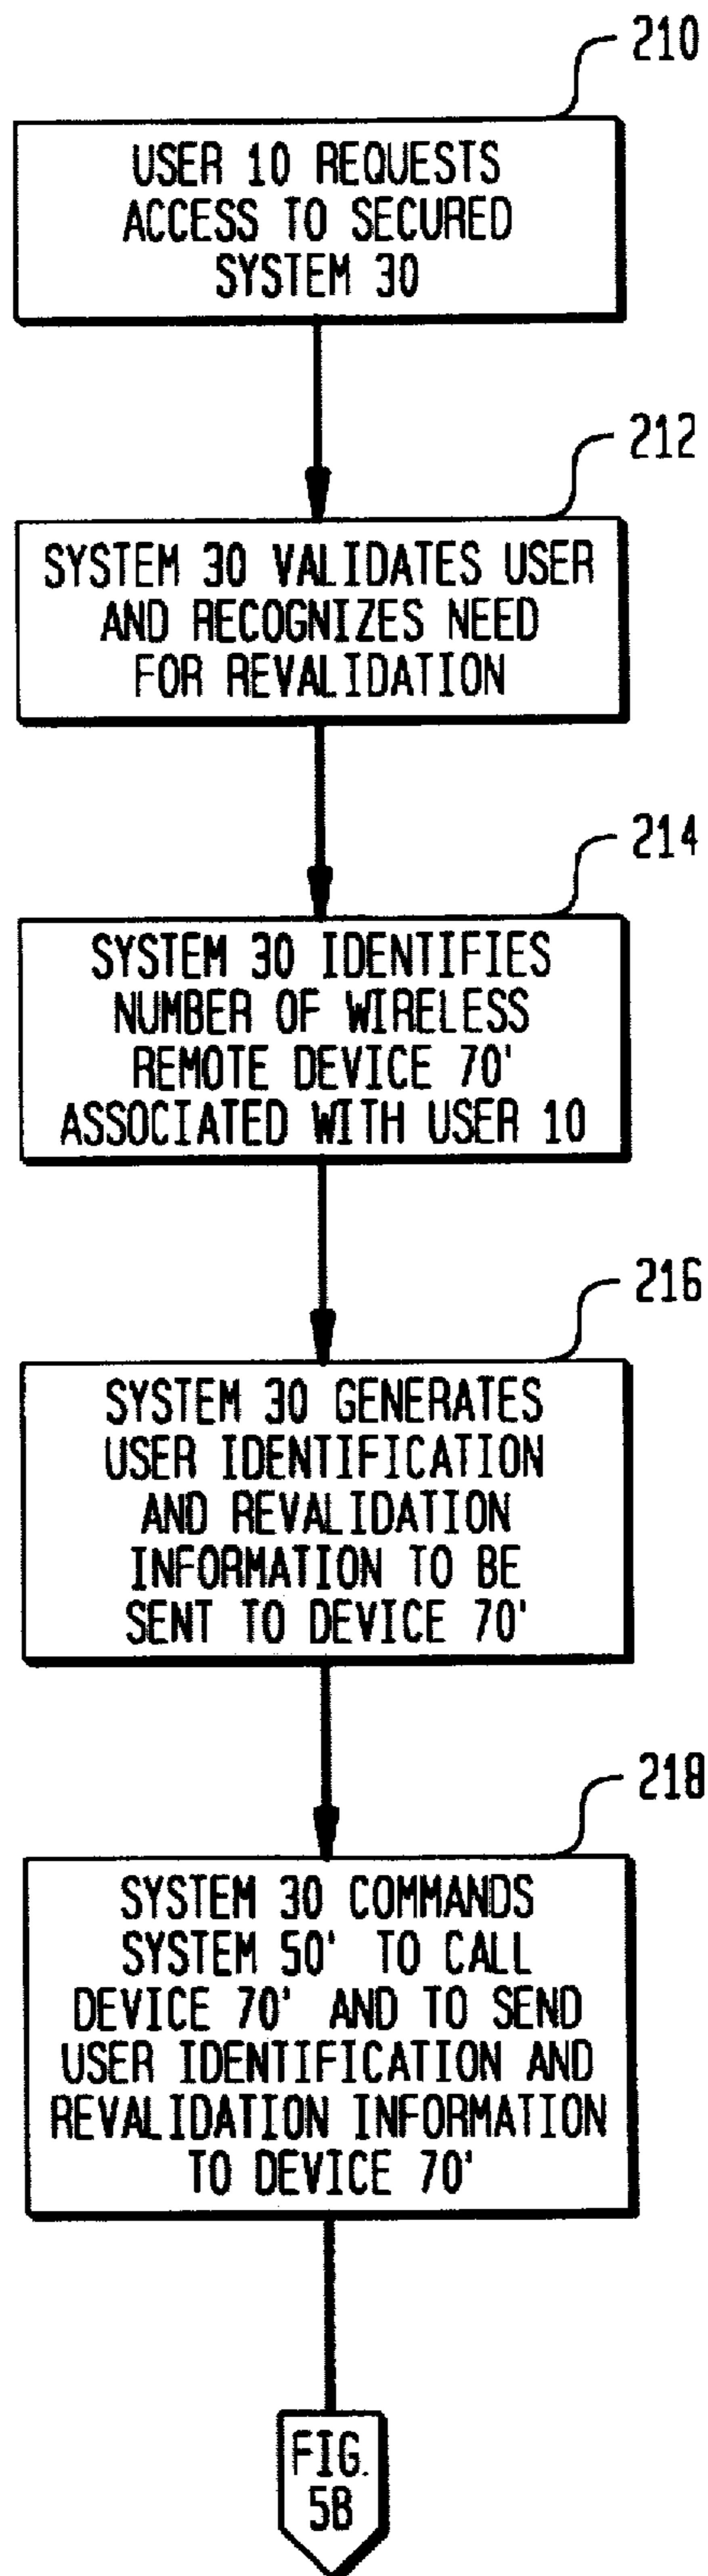 210
USER 10 REQUESTS
ACCESS TO SECURED
SYSTEM 30
212
SYSTEM 30 VALIDATES USER
AND RECOGNIZES NEED
FOR REVALIDATION
214
SYSTEM 30 IDENTIFIES
NUMBER OF WIRELESS
REMOTE DEVICE 70'
ASSOCIATED WITH USER 10
216
SYSTEM 30 GENERATES
USER IDENTIFICATION
AND REVALIDATION
INFORMATION TO BE
SENT TO DEVICE 70'
218
SYSTEM 30 COMMANDS
SYSTEM 50' TO CALL
DEVICE 70' AND TO SEND
USER IDENTIFICATION AND
REVALIDATION INFORMATION
TO DEVICE 70'
FIG.
5B